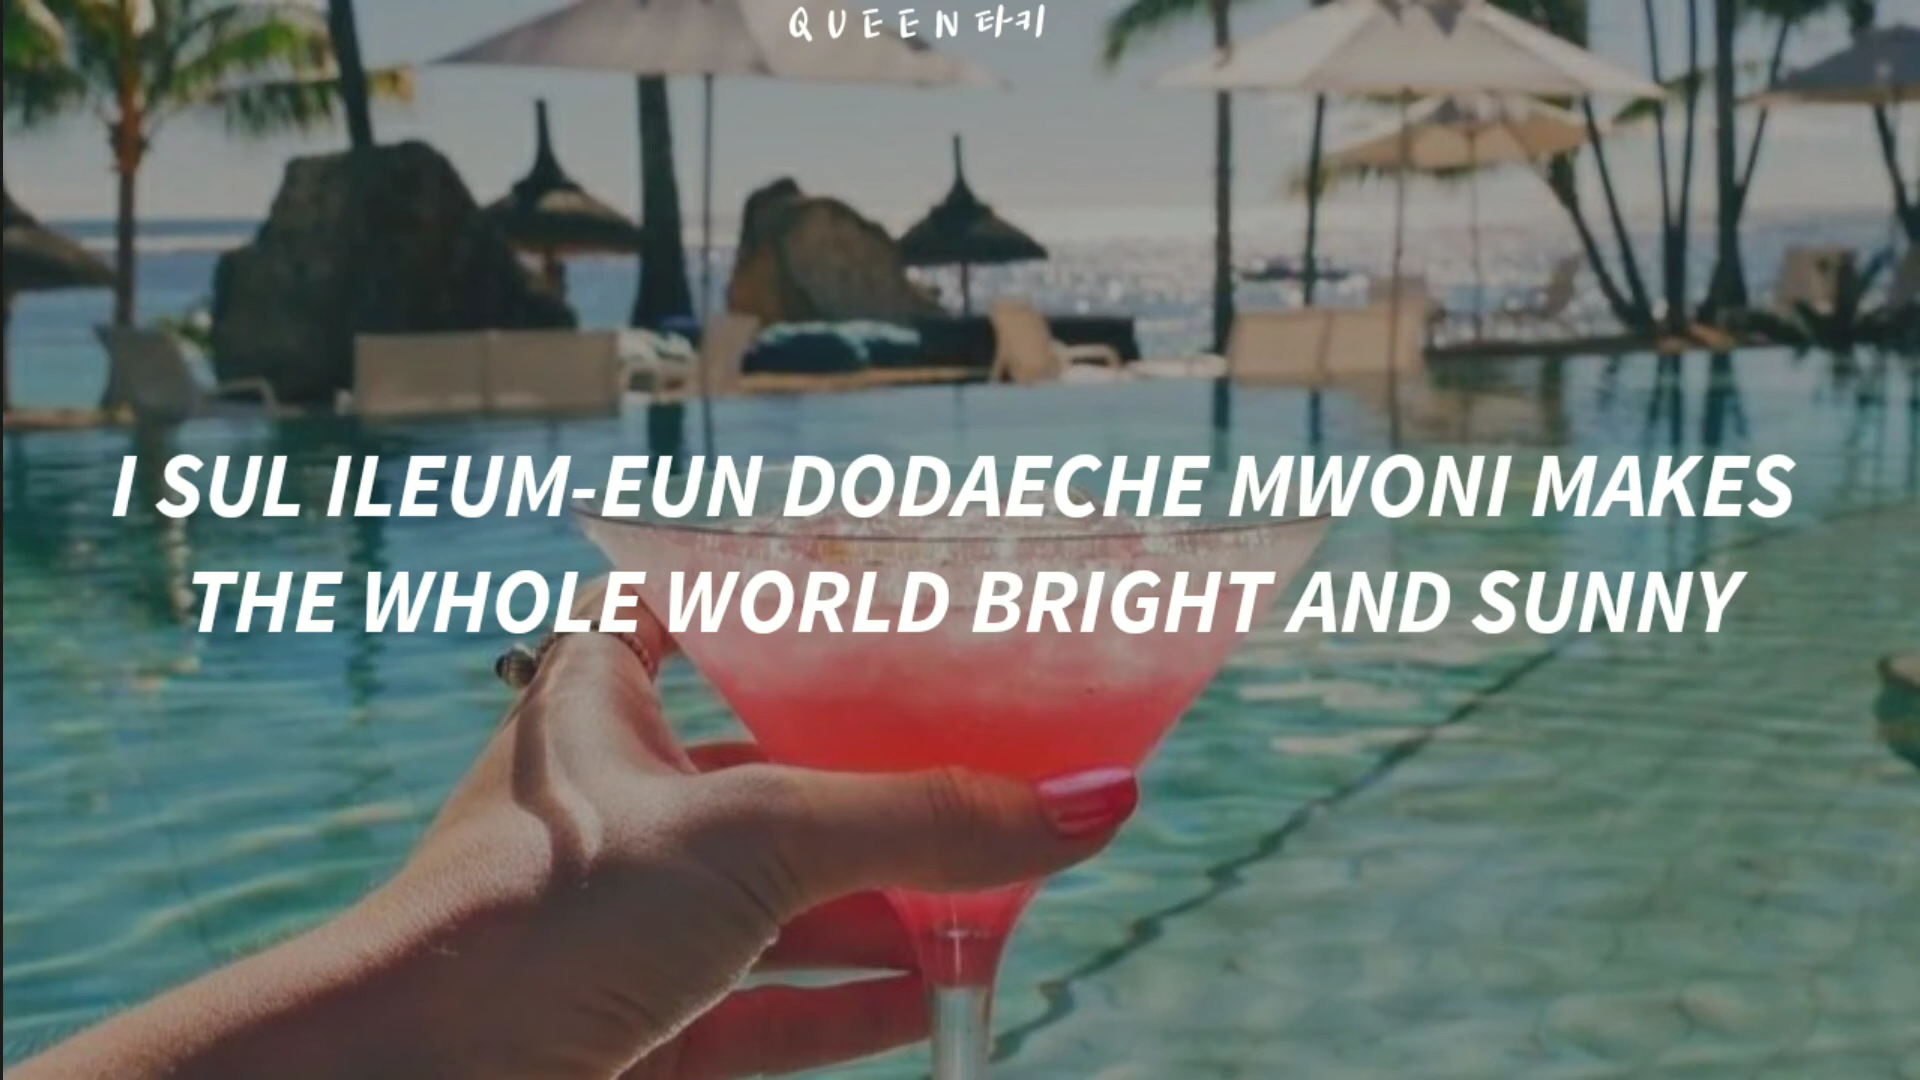 QUEEN타키
I SUL ILEUM-EUN DODAECHE MWONI MAKES
THE WHOLE WORLD BRIGHT AND SUNNY